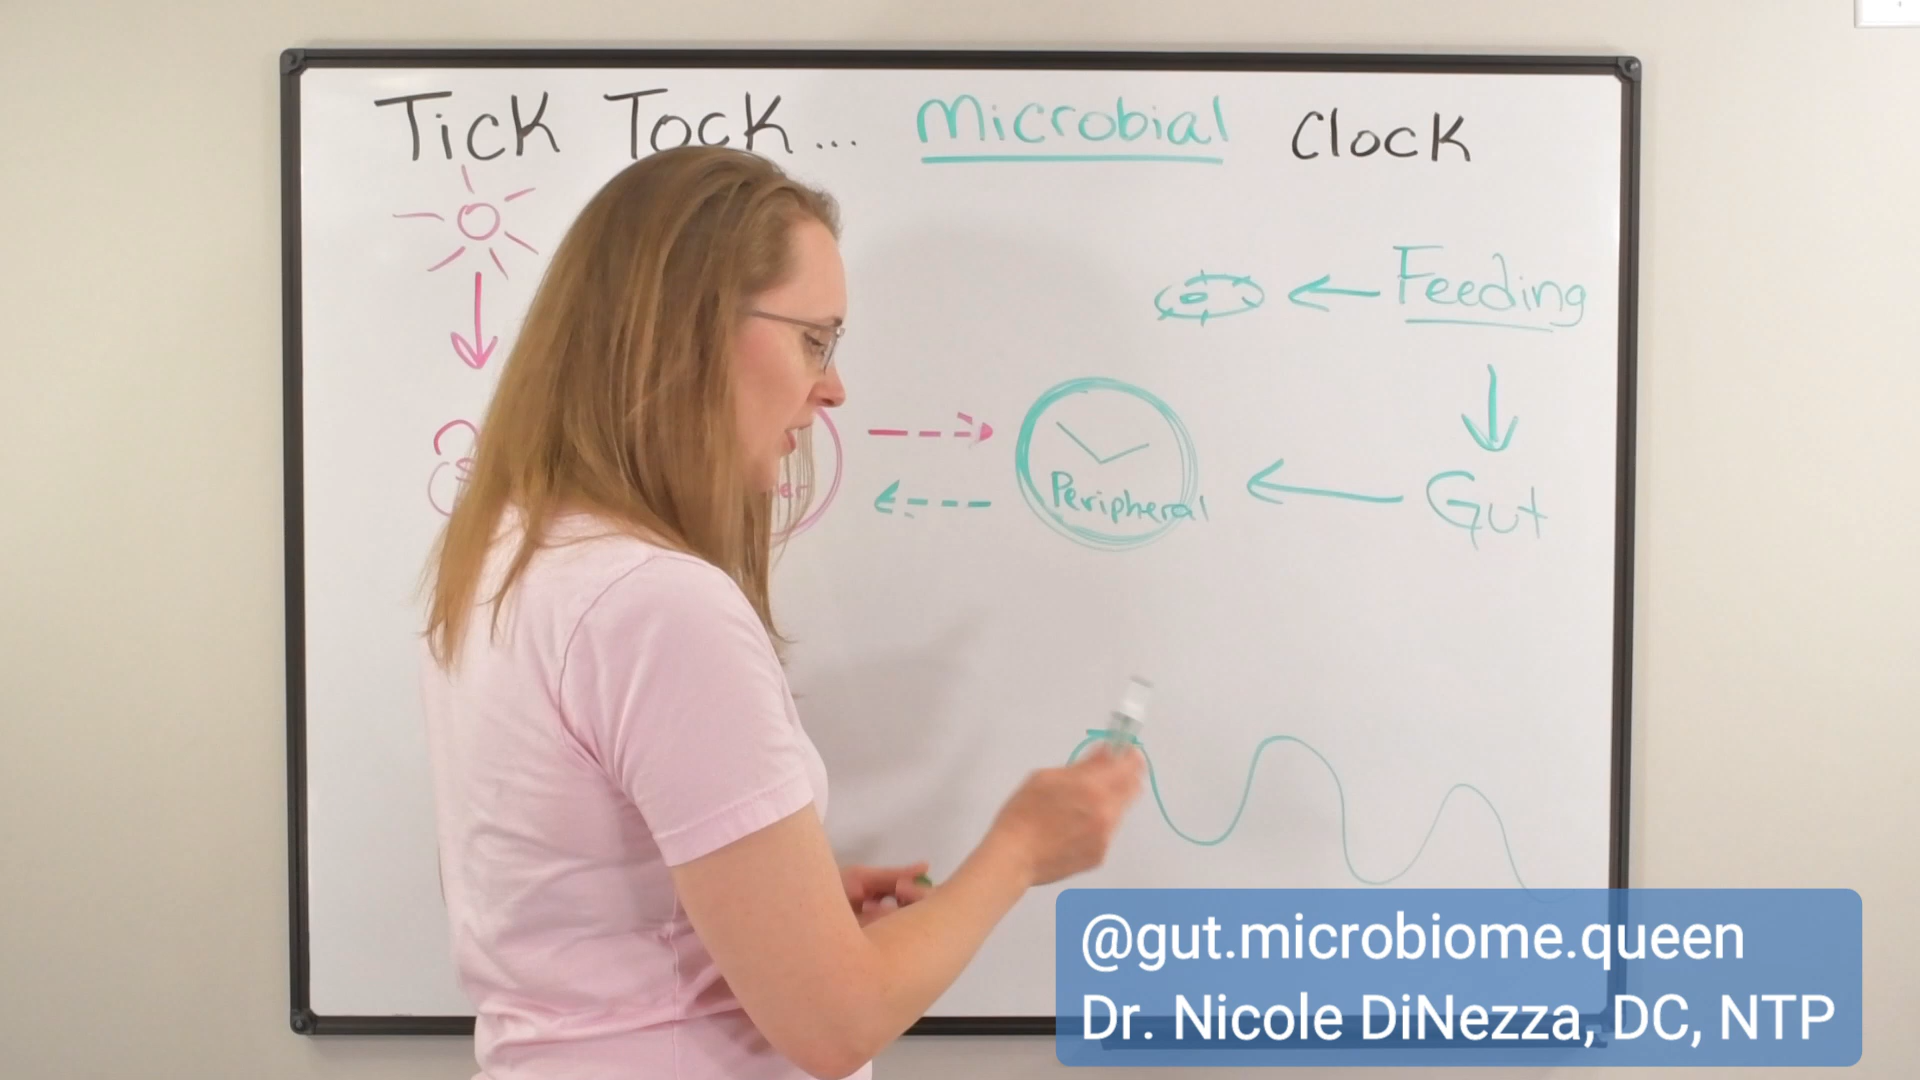 Tick Tock... Microbial Clock
Feeding
Peripheral
Gut
@gut.microbiome.queen
Dr. Nicole DiNezza, DC, NTP